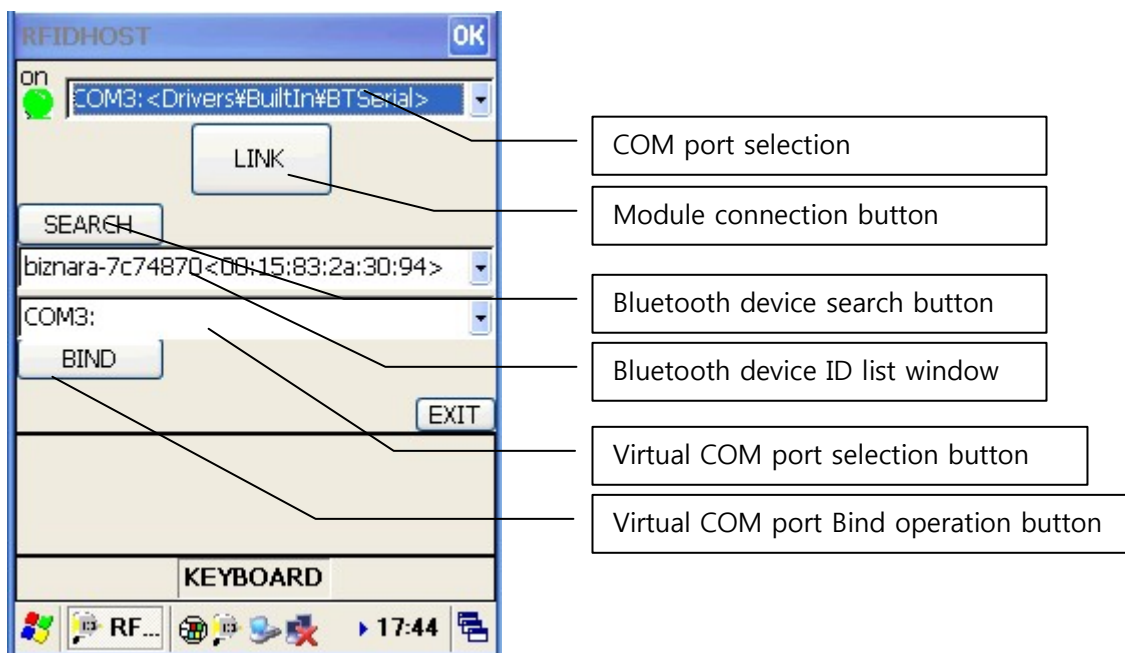 RFIDHOST OK
on
COM3:<Drivers¥BuiltIn¥BTSerial>
COM port selection
LINK
Module connection button
SEARCH
biznara-7c74870<00:15:83:2a:30:94>
Bluetooth device search button
COM3:
BIND
Bluetooth device ID list window
EXIT
Virtual COM port selection button
Virtual COM port Bind operation button
KEYBOARD
RF... 17:44